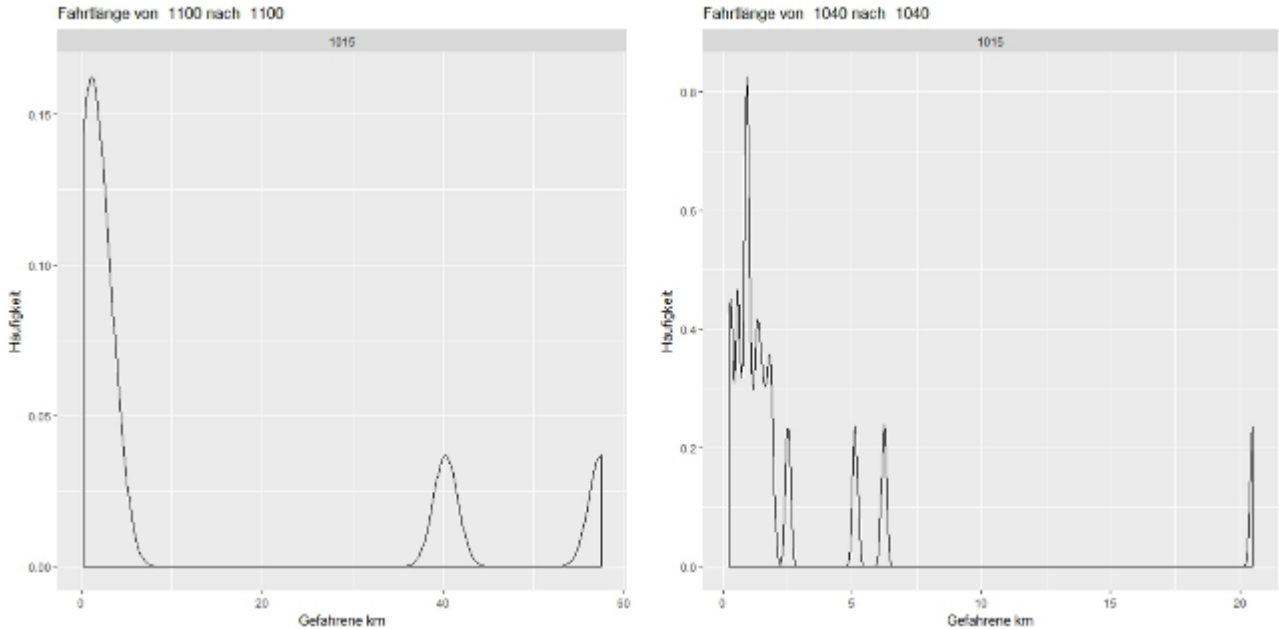 Fahrtlänge von 1100 nach 1100
1015
0.15
0.10
0.05
0.00
Häufigkeit
0 20 40 60
Gefahrene km
Fahrtlänge von 1040 nach 1040
1015
0.8
0.6
0.4
0.2
0.0
Häufigkeit
0 5 10 15 20
Gefahrene km